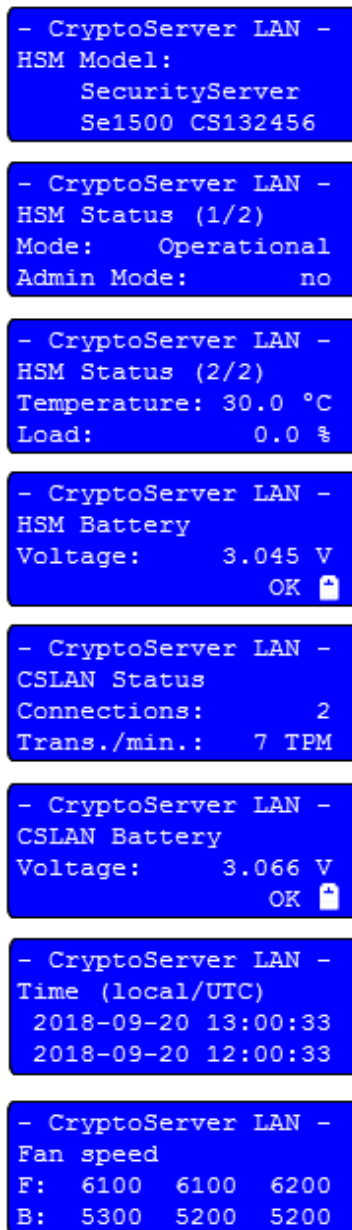 - CryptoServer LAN -
HSM Model:
SecurityServer
Se1500 CS132456
- CryptoServer LAN -
HSM Status (1/2)
Mode: Operational
Admin Mode: no
- CryptoServer LAN -
HSM Status (2/2)
Temperature: 30.0 °C
Load: 0.0 %
- CryptoServer LAN -
HSM Battery
Voltage: 3.045 V
OK
- CryptoServer LAN -
CSLAN Status
Connections: 2
Trans./min.: 7 TPM
- CryptoServer LAN -
CSLAN Battery
Voltage: 3.066 V
OK
- CryptoServer LAN -
Time (local/UTC)
2018-09-20 13:00:33
2018-09-20 12:00:33
- CryptoServer LAN -
Fan speed
F: 6100 6100 6200
B: 5300 5200 5200